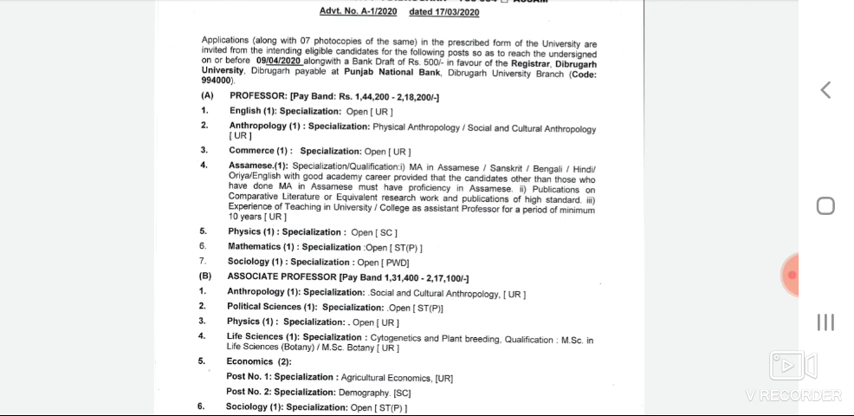 Advt. No. A-1/2020 dated 17/03/2020
Applications (along with 07 photocopies of the same) in the prescribed form of the University are
invited from the intending eligible candidates for the following posts so as to reach the undersigned
on or before 09/04/2020 alongwith a Bank Draft of Rs. 500/- in favour of the Registrar, Dibrugarh
University, Dibrugarh payable at Punjab National Bank, Dibrugarh University Branch (Code:
994000).
(A) PROFESSOR: [Pay Band: Rs. 1,44,200 - 2,18,200/-]
1. English (1): Specialization: Open [ UR ]
2. Anthropology (1) : Specialization: Physical Anthropology / Social and Cultural Anthropology
[ UR ]
3. Commerce (1) : Specialization: Open [ UR ]
4. Assamese.(1): Specialization/Qualification:i) MA in Assamese / Sanskrit / Bengali / Hindi/
Oriya/English with good academy career provided that the candidates other than those who
have done MA in Assamese must have proficiency in Assamese. ii) Publications on
Comparative Literature or Equivalent research work and publications of high standard. iii)
Experience of Teaching in University / College as assistant Professor for a period of minimum
10 years [ UR ]
5. Physics (1) : Specialization : Open [ SC ]
6. Mathematics (1) : Specialization :Open [ ST(P) ]
7. Sociology (1) : Specialization : Open [ PWD]
(B) ASSOCIATE PROFESSOR [Pay Band 1,31,400 - 2,17,100/-]
1. Anthropology (1): Specialization: .Social and Cultural Anthropology, [ UR ]
2. Political Sciences (1): Specialization: .Open [ ST(P)]
3. Physics (1) : Specialization: . Open [ UR ]
4. Life Sciences (1): Specialization : Cytogenetics and Plant breeding, Qualification : M.Sc. in
Life Sciences (Botany) / M.Sc. Botany [ UR ]
5. Economics (2):
Post No. 1: Specialization : Agricultural Economics, [UR]
Post No. 2: Specialization: Demography. [SC]
6. Sociology (1): Specialization: Open [ ST(P) ]
V RECORDER